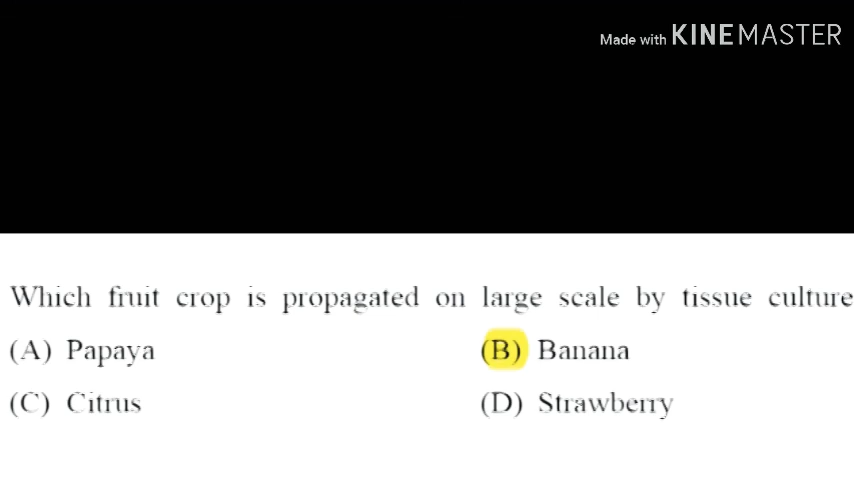 Made with KINEMASTER
Which fruit crop is propagated on large scale by tissue culture
(A) Papaya (B) Banana
(C) Citrus (D) Strawberry